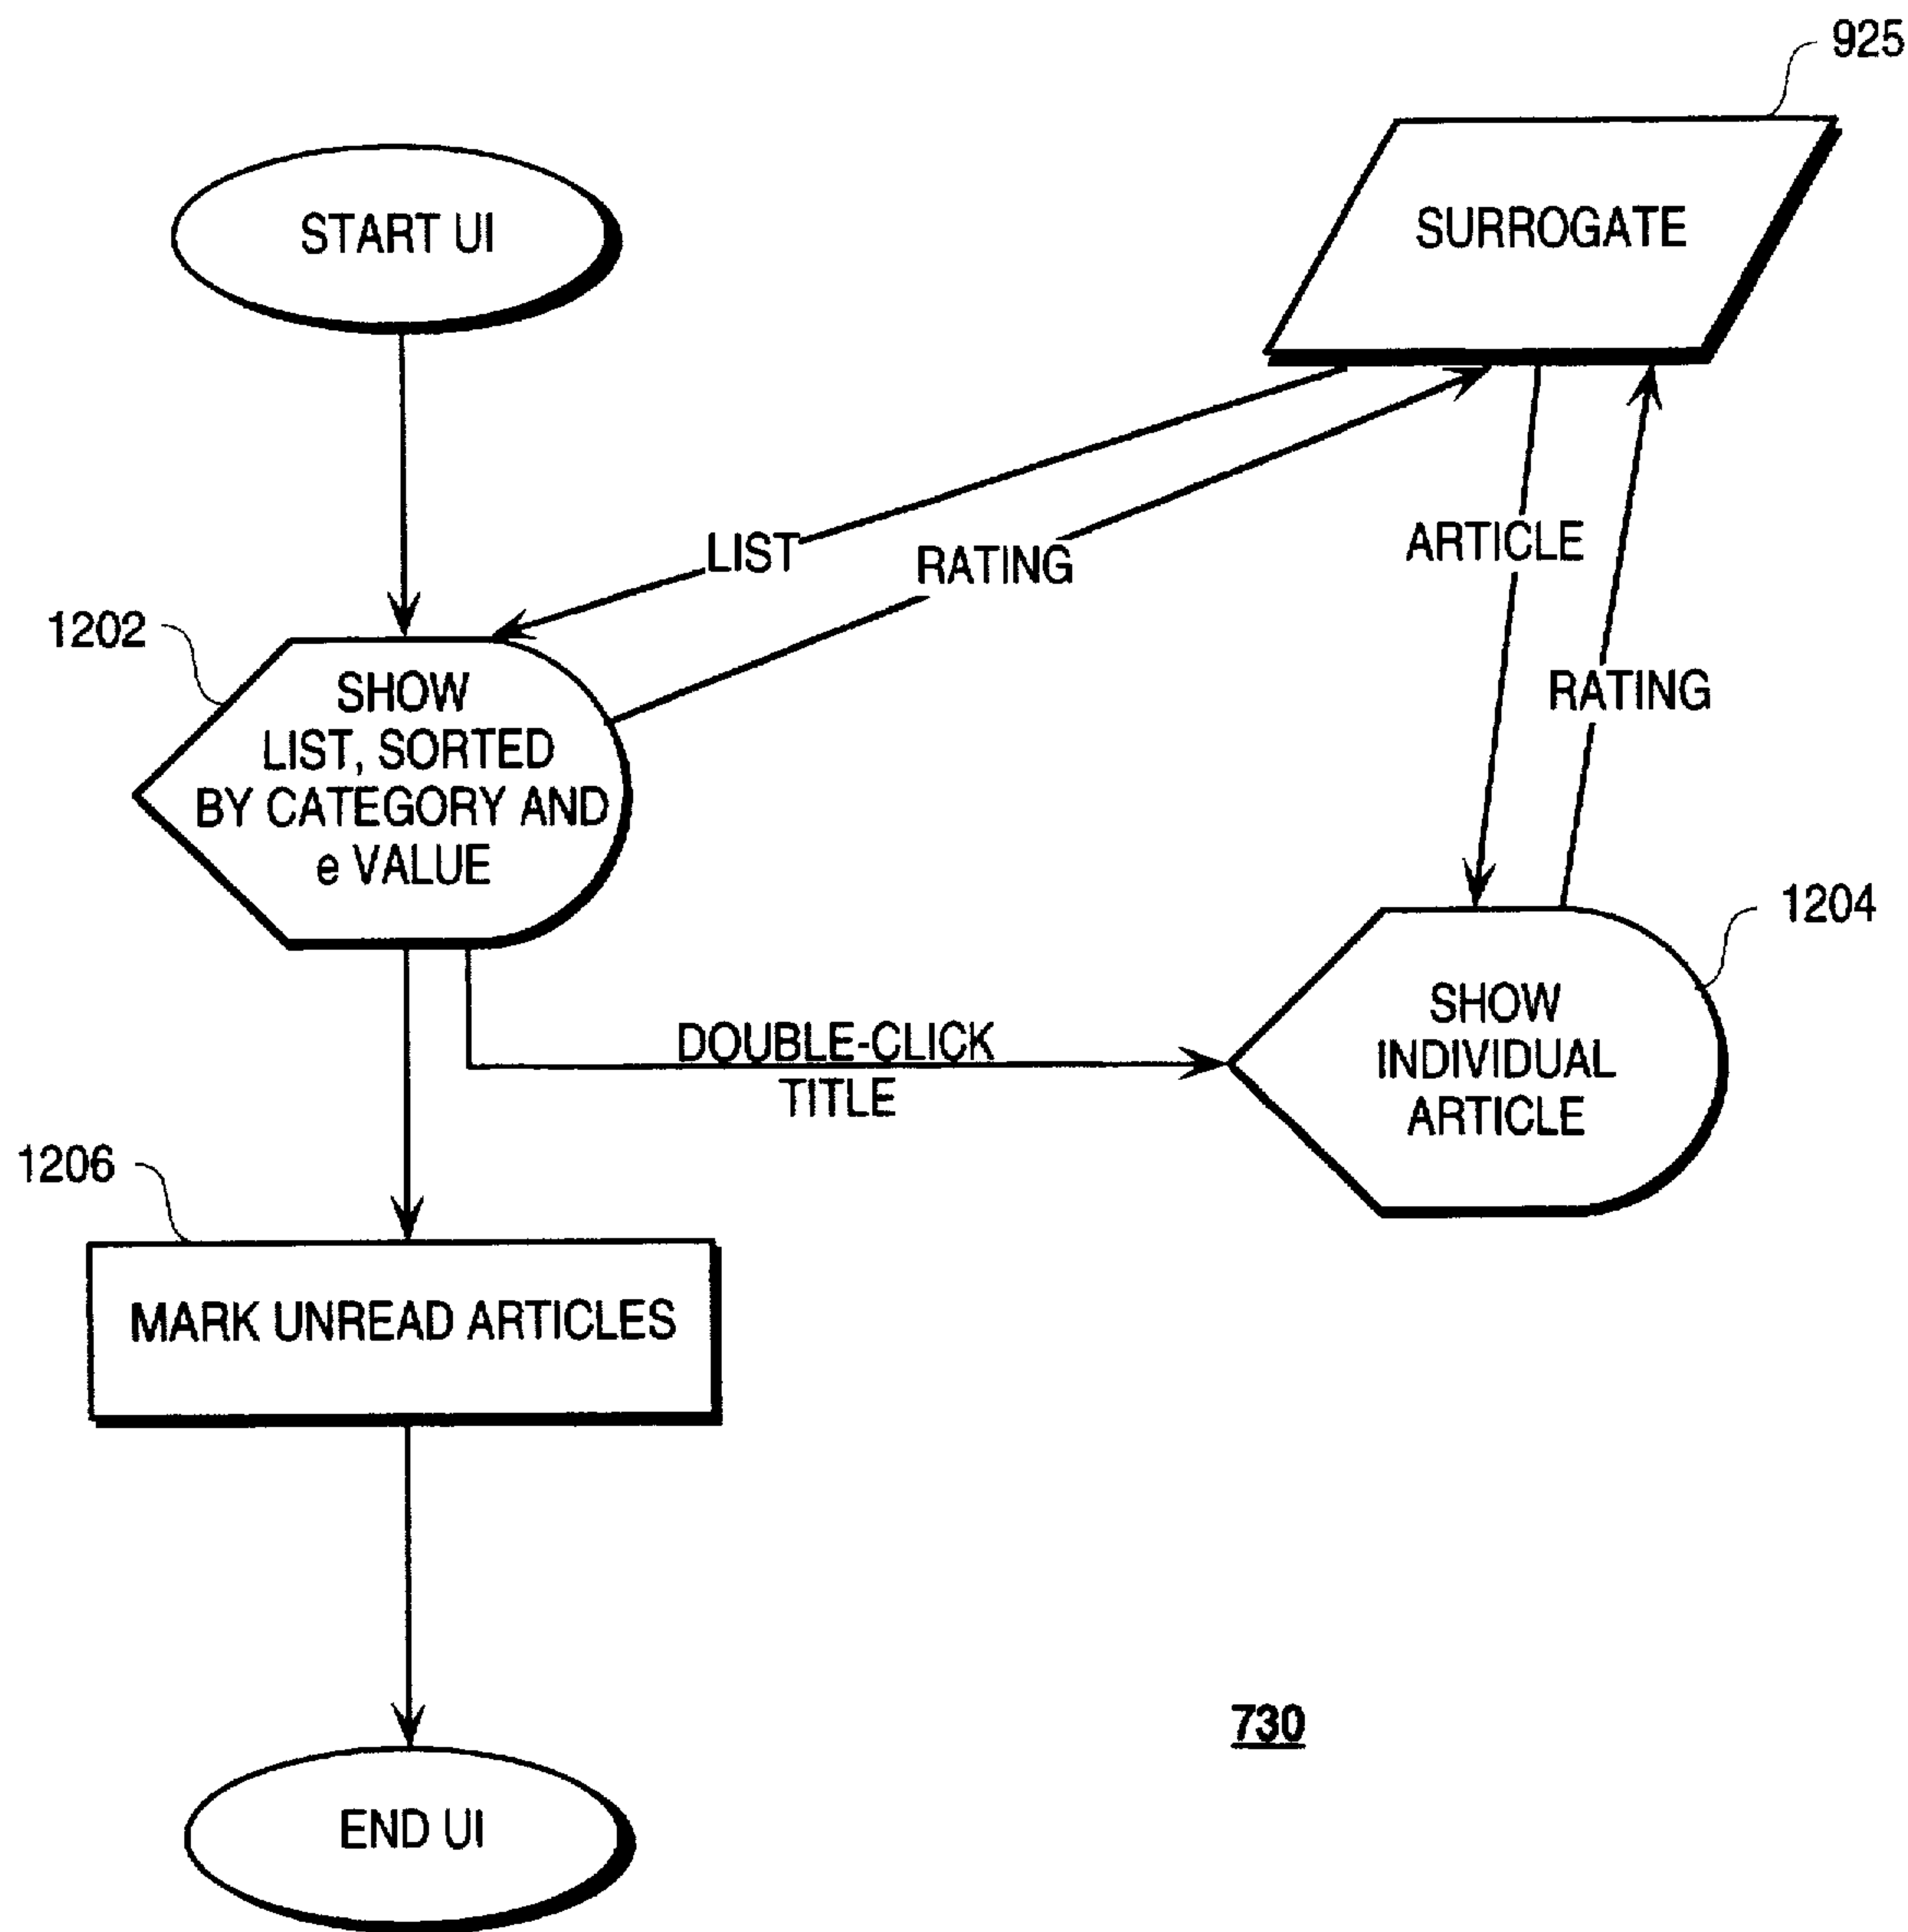 925
START UI
SURROGATE
LIST
RATING
ARTICLE
1202
SHOW
LIST, SORTED
BY CATEGORY AND
e VALUE
RATING
1204
SHOW
INDIVIDUAL
ARTICLE
DOUBLE-CLICK
TITLE
1206
MARK UNREAD ARTICLES
730
END UI